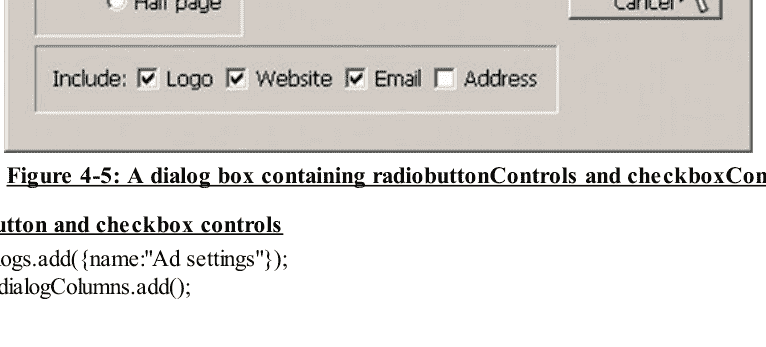 Half page
Cancel
Include: Logo Website Email Address
Figure 4-5: A dialog box containing radiobuttonControls and checkboxCon
utton and checkbox controls
logs.add({name:"Ad settings"});
dialogColumns.add();